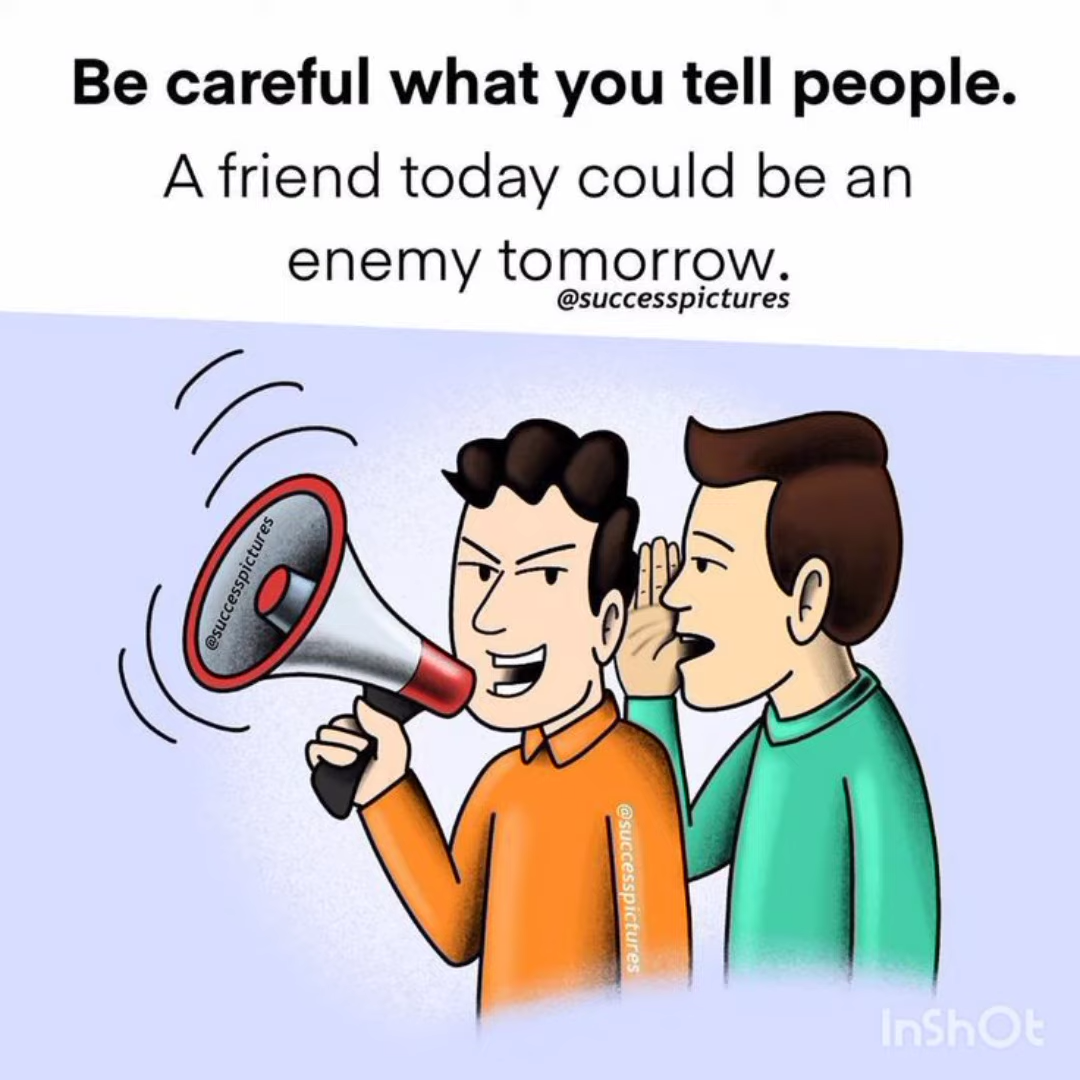 Be careful what you tell people.
A friend today could be an
enemy tomorrow.
@successpictures
@successpictures
@successpictures
InShOt